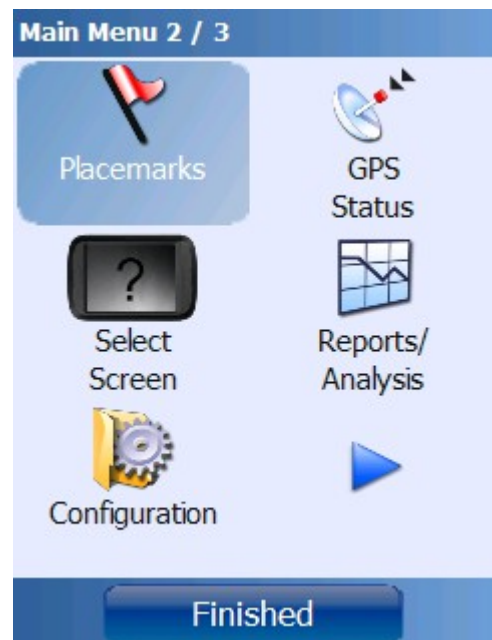 Main Menu 2 / 3
Placemarks
GPS
Status
?
Select
Screen
Reports/
Analysis
Configuration
Finished